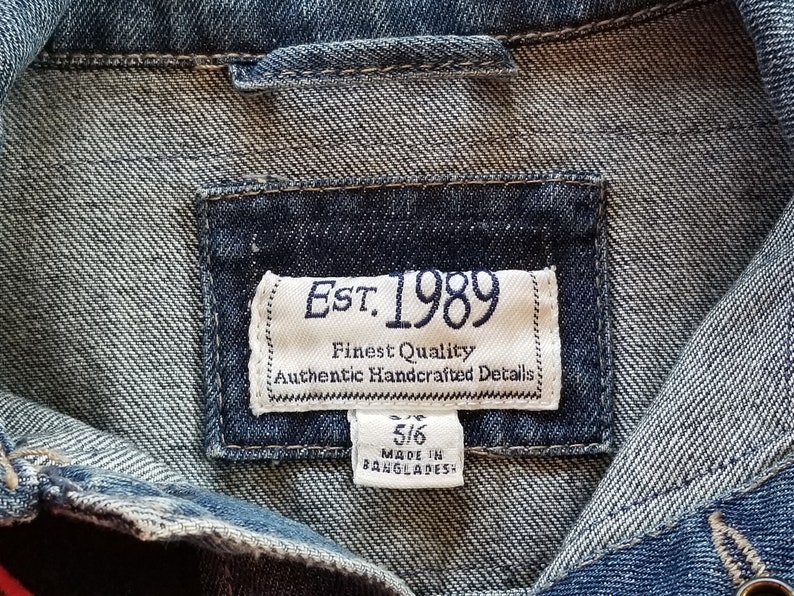 EST. 1989
Finest Quality
Authentic Handcrafted Details
5/6
MADE IN
BANGLADESH